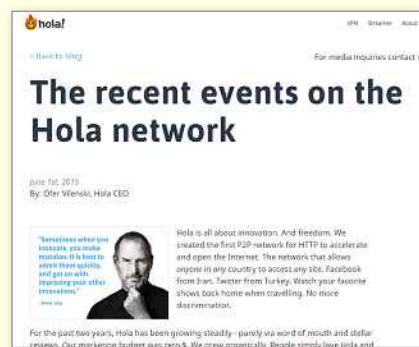 hola!
VPN Streamer About
< Back to blog
For media inquiries contact
The recent events on the
Hola network
June 1st, 2015
By: Ofer Vilenski, Hola CEO
"Sometimes when you
innovate, you make
mistakes. It is best to
admit them quickly,
and get on with
improving your other
innovations."
Hola is all about innovation. And freedom. We
created the first P2P network for HTTP to accelerate
and open the Internet. The network that allows
anyone in any country to access any site. Facebook
from Iran, Twitter from Turkey. Watch your favorite
shows back home when travelling. No more
discrimination.
For the past two years, Hola has been growing steadily - purely via word of mouth and stellar
reviews. Our marketing budget was zero $. We grew organically. People simply love Hola and